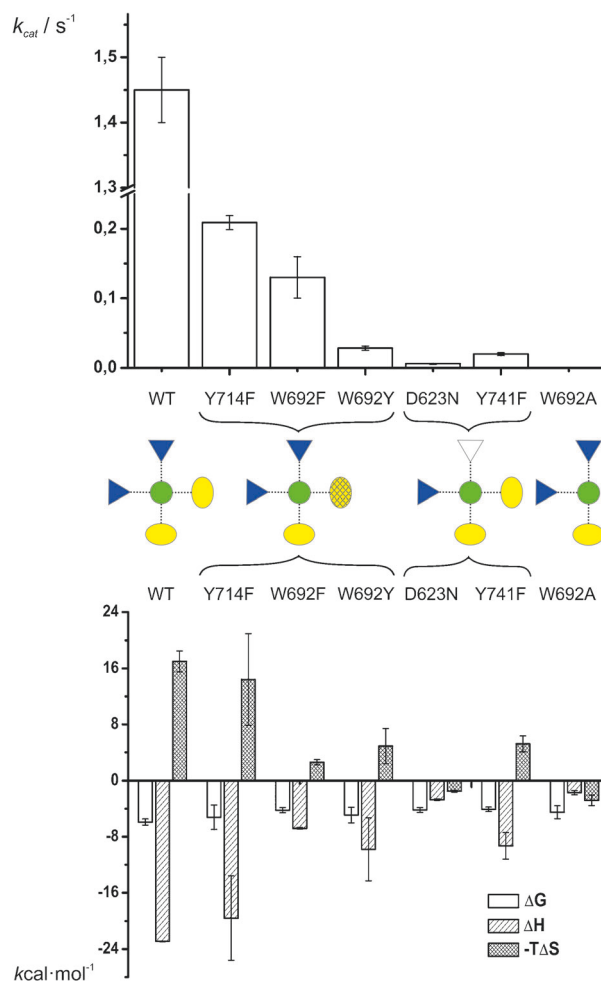 kcat / s-1
1,5
1,4
1,3
0,2
0,1
0,0
WT Y714F W692F W692Y D623N Y741F W692A
WT Y714F W692F W692Y D623N Y741F W692A
24
16
8
0
-8
-16
-24
ΔG
ΔH
-TΔS
kcal·mol-1